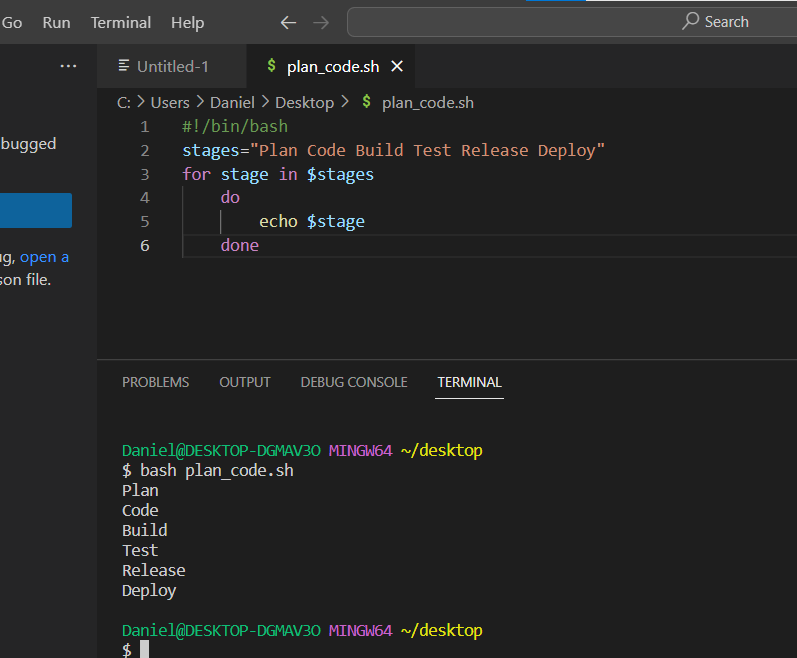 Go Run Terminal Help ← → Search
··· Untitled-1 $ plan_code.sh ×
C: > Users > Daniel > Desktop > $ plan_code.sh
1 #!/bin/bash
2 stages="Plan Code Build Test Release Deploy"
3 for stage in $stages
4 do
5 echo $stage
6 done
bugged
ug, open a
son file.
PROBLEMS OUTPUT DEBUG CONSOLE TERMINAL
Daniel@DESKTOP-DGMAV3O MINGW64 ~/desktop
$ bash plan_code.sh
Plan
Code
Build
Test
Release
Deploy
Daniel@DESKTOP-DGMAV3O MINGW64 ~/desktop
$